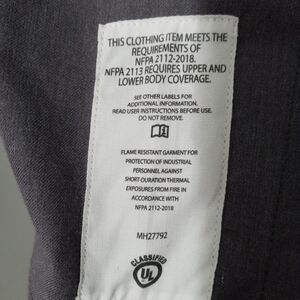 THIS CLOTHING ITEM MEETS THE
REQUIREMENTS OF
NFPA 2112-2018.
NFPA 2113 REQUIRES UPPER AND
LOWER BODY COVERAGE.
SEE OTHER LABELS FOR
ADDITIONAL INFORMATION.
READ USER INSTRUCTIONS BEFORE USE.
DO NOT REMOVE.
FLAME RESISTANT GARMENT FOR
PROTECTION OF INDUSTRIAL
PERSONNEL AGAINST
SHORT-DURATION THERMAL
EXPOSURES FROM FIRE IN
ACCORDANCE WITH
NFPA 2112-2018
MH27792
CLASSIFIED
UL